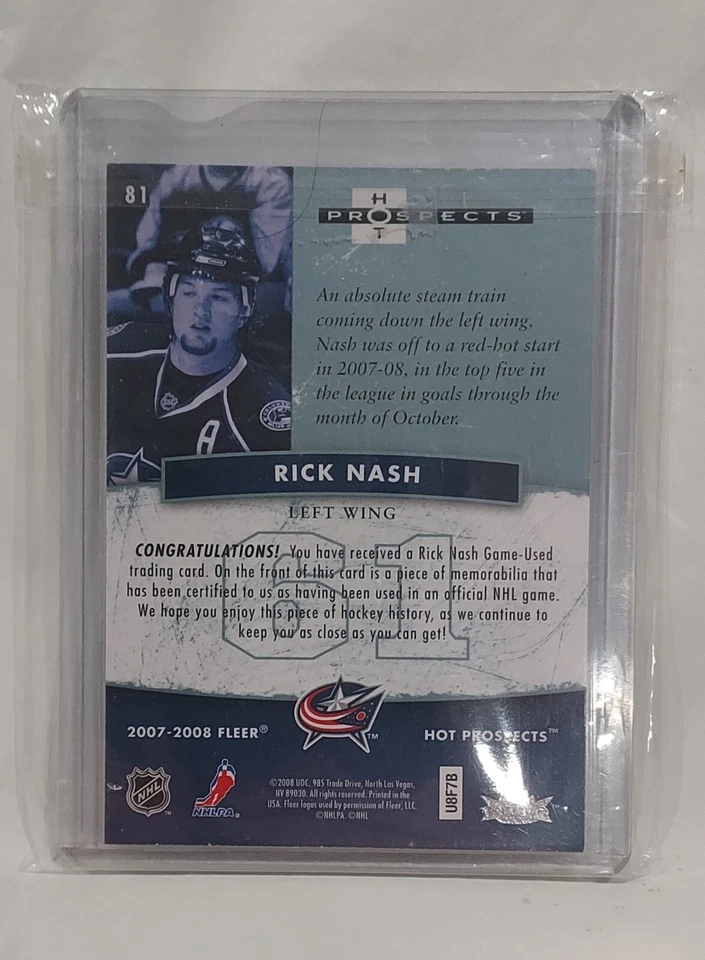 81
HOT
PROSPECTS
An absolute steam train
coming down the left wing,
Nash was off to a red-hot start
in 2007-08, in the top five in
the league in goals through the
month of October.
A
RICK NASH
LEFT WING
61
CONGRATULATIONS! You have received a Rick Nash Game-Used
trading card. On the front of this card is a piece of memorabilia that
has been certified to us as having been used in an official NHL game.
We hope you enjoy this piece of hockey history, as we continue to
keep you as close as you can get!
TM
2007-2008 FLEER®
HOT PROSPECTS™
NHL
TM
NHLPA®
©2008 UDC. 985 Trade Drive, North Las Vegas,
NV 89030. All rights reserved. Printed in the
USA. Fleer logos used by permission of Fleer, LLC.
©NHLPA. ©NHL
U8F7B